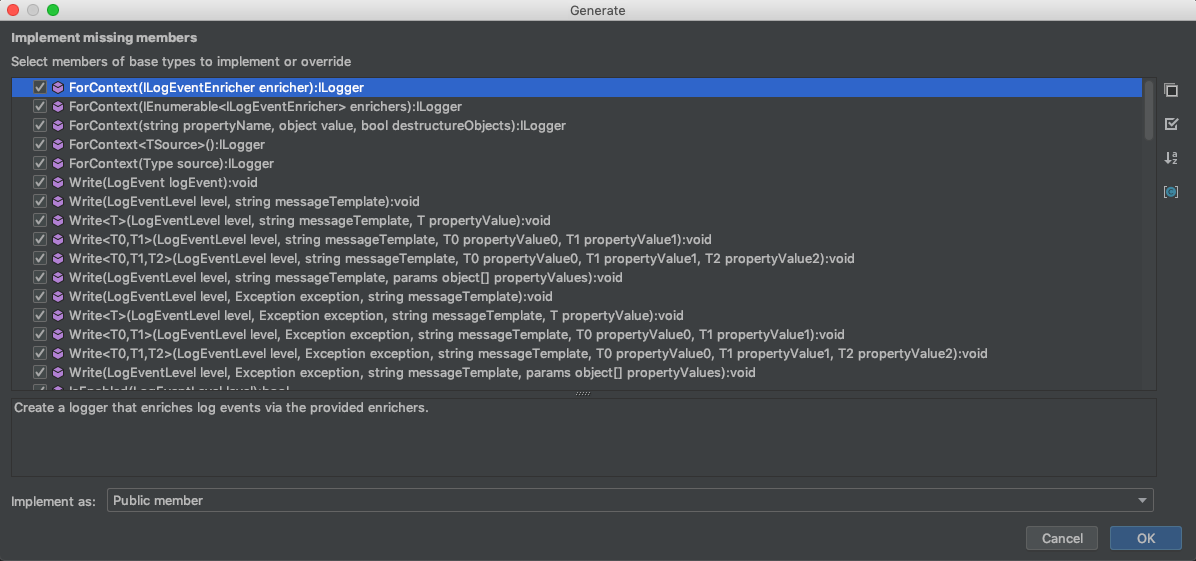 Generate
Implement missing members
Select members of base types to implement or override
ForContext(ILogEventEnricher enricher):ILogger
ForContext(IEnumerable<ILogEventEnricher> enrichers):ILogger
ForContext(string propertyName, object value, bool destructureObjects):ILogger
ForContext<TSource>():ILogger
ForContext(Type source):ILogger
Write(LogEvent logEvent):void
Write(LogEventLevel level, string messageTemplate):void
Write<T>(LogEventLevel level, string messageTemplate, T propertyValue):void
Write<T0,T1>(LogEventLevel level, string messageTemplate, T0 propertyValue0, T1 propertyValue1):void
Write<T0,T1,T2>(LogEventLevel level, string messageTemplate, T0 propertyValue0, T1 propertyValue1, T2 propertyValue2):void
Write(LogEventLevel level, string messageTemplate, params object[] propertyValues):void
Write(LogEventLevel level, Exception exception, string messageTemplate):void
Write<T>(LogEventLevel level, Exception exception, string messageTemplate, T propertyValue):void
Write<T0,T1>(LogEventLevel level, Exception exception, string messageTemplate, T0 propertyValue0, T1 propertyValue1):void
Write<T0,T1,T2>(LogEventLevel level, Exception exception, string messageTemplate, T0 propertyValue0, T1 propertyValue1, T2 propertyValue2):void
Write(LogEventLevel level, Exception exception, string messageTemplate, params object[] propertyValues):void
IsEnabled(LogEventLevel level):bool
Create a logger that enriches log events via the provided enrichers.
Implement as: Public member
Cancel OK